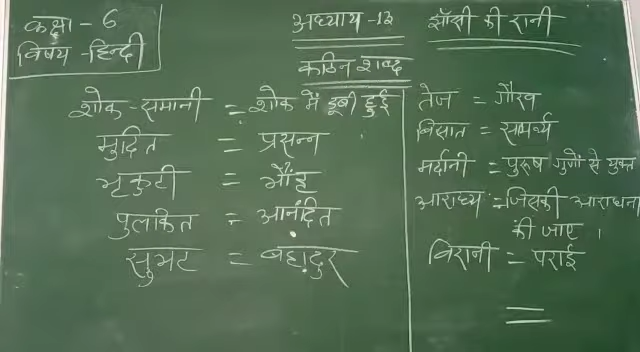 कक्षा - 6
विषय - हिन्दी
अध्याय - 12 झाँसी की रानी
कठिन शब्द
शोक - समानी = शोक में डूबी हुई
मुदित = प्रसन्न
भृकुटी = भौंह
पुलकित = आनंदित
सुभट = बहादुर
तेज = गौरव
बिसात = सामर्थ्य
मर्दानी = पुरुष गुणों से युक्त
आराध्य = जिसकी आराधना
की जाए ।
विरानी = पराई